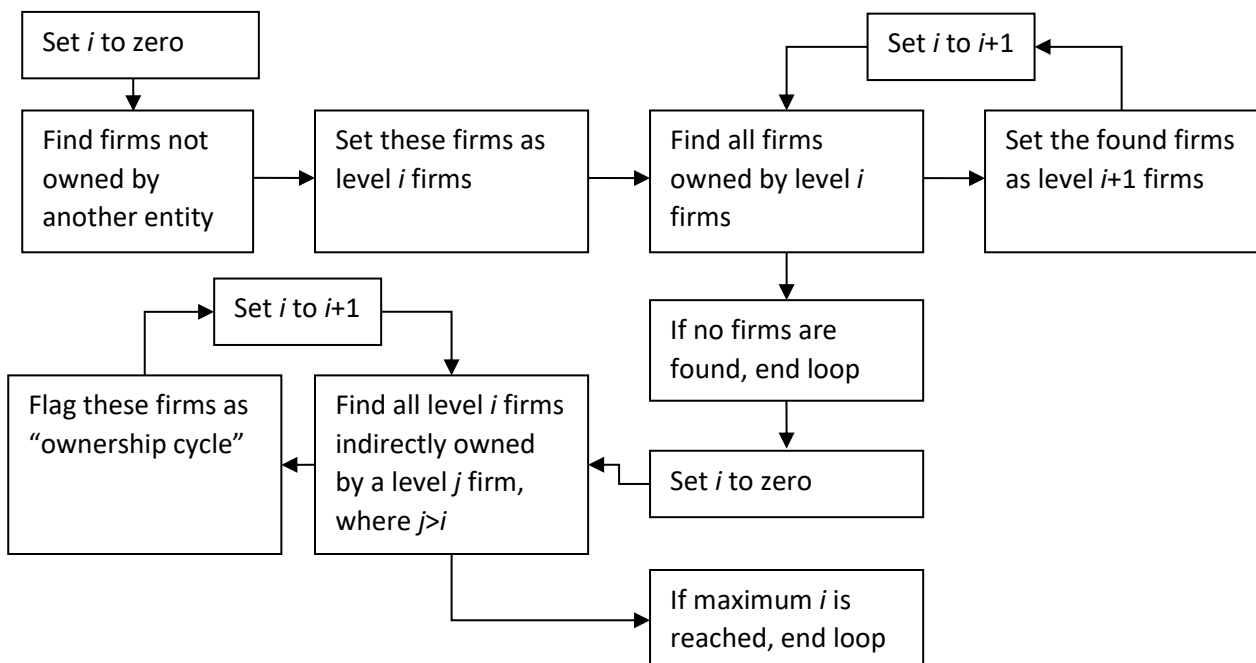 Set i to zero
Set i to i+1
Find firms not
owned by
another entity
Set these firms as
level i firms
Find all firms
owned by level i
firms
Set the found firms
as level i+1 firms
Set i to i+1
If no firms are
found, end loop
Flag these firms as
“ownership cycle”
Find all level i firms
indirectly owned
by a level j firm,
where j>i
Set i to zero
If maximum i is
reached, end loop